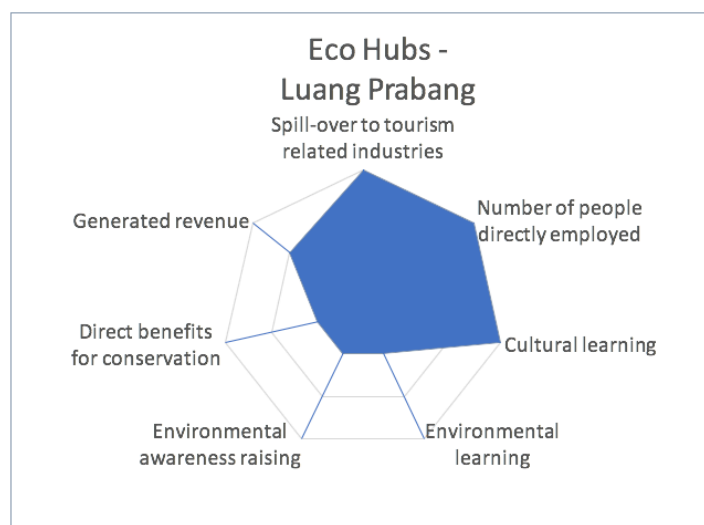 Eco Hubs -
Luang Prabang
Spill-over to tourism
related industries
Number of people
directly employed
Cultural learning
Environmental
learning
Environmental
awareness raising
Direct benefits
for conservation
Generated revenue